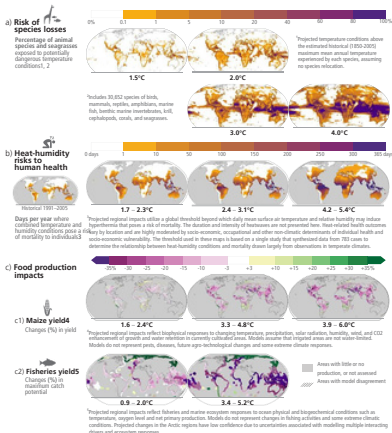 a) Risk of
species losses
Percentage of animal
species and seagrasses
exposed to potentially
dangerous temperature
conditions1, 2
0% 0.1 1 5 10 20 40 60 80 100%
1.5°C
2.0°C
1Projected temperature conditions above
the estimated historical (1850-2005)
maximum mean annual temperature
experienced by each species, assuming
no species relocation.
2Includes 30,652 species of birds,
mammals, reptiles, amphibians, marine
fish, benthic marine invertebrates, krill,
cephalopods, corals, and seagrasses.
3.0°C
4.0°C
b) Heat-humidity
risks to
human health
0 days 1 10 50 100 150 200 250 300 365 days
Historical 1991–2005
Days per year where
combined temperature and
humidity conditions pose a risk
of mortality to individuals3
1.7 – 2.3°C
2.4 – 3.1°C
4.2 – 5.4°C
3Projected regional impacts utilize a global threshold beyond which daily mean surface air temperature and relative humidity may induce
hyperthermia that poses a risk of mortality. The duration and intensity of heatwaves are not presented here. Heat-related health outcomes
vary by location and are highly moderated by socio-economic, occupational and other non-climatic determinants of individual health and
socio-economic vulnerability. The threshold used in these maps is based on a single study that synthesized data from 783 cases to
determine the relationship between heat-humidity conditions and mortality drawn largely from observations in temperate climates.
c) Food production
impacts
-35% -30 -25 -20 -15 -10 -3 +3 +10 +15 +20 +25 +30 +35%
c1) Maize yield4
Changes (%) in yield
1.6 – 2.4°C
3.3 – 4.8°C
3.9 – 6.0°C
4Projected regional impacts reflect biophysical responses to changing temperature, precipitation, solar radiation, humidity, wind, and CO2
enhancement of growth and water retention in currently cultivated areas. Models assume that irrigated areas are not water-limited.
Models do not represent pests, diseases, future agro-technological changes and some extreme climate responses.
c2) Fisheries yield5
Changes (%) in
maximum catch
potential
0.9 – 2.0°C
3.4 – 5.2°C
Areas with little or no
production, or not assessed
Areas with model disagreement
5Projected regional impacts reflect fisheries and marine ecosystem responses to ocean physical and biogeochemical conditions such as
temperature, oxygen level and net primary production. Models do not represent changes in fishing activities and some extreme climatic
conditions. Projected changes in the Arctic regions have low confidence due to uncertainties associated with modelling multiple interacting
drivers and ecosystem responses.